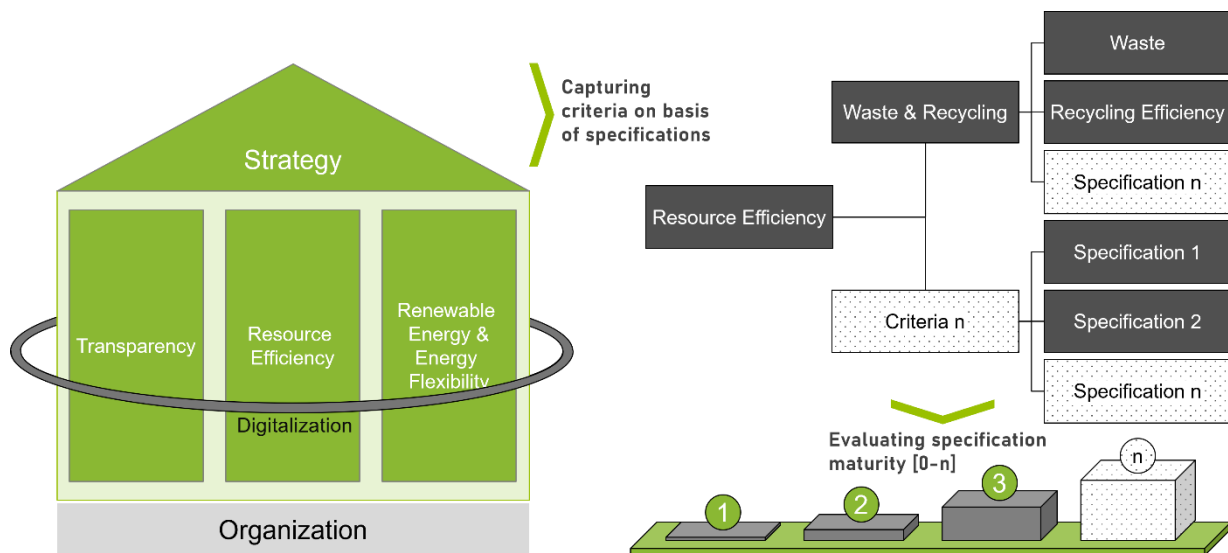 Strategy
Transparency
Resource
Efficiency
Renewable
Energy &
Energy
Flexibility
Digitalization
Organization
Capturing
criteria on basis
of specifications
Resource Efficiency
Waste & Recycling
Waste
Recycling Efficiency
Specification n
Criteria n
Specification 1
Specification 2
Specification n
Evaluating specification
maturity [0-n]
1
2
3
n